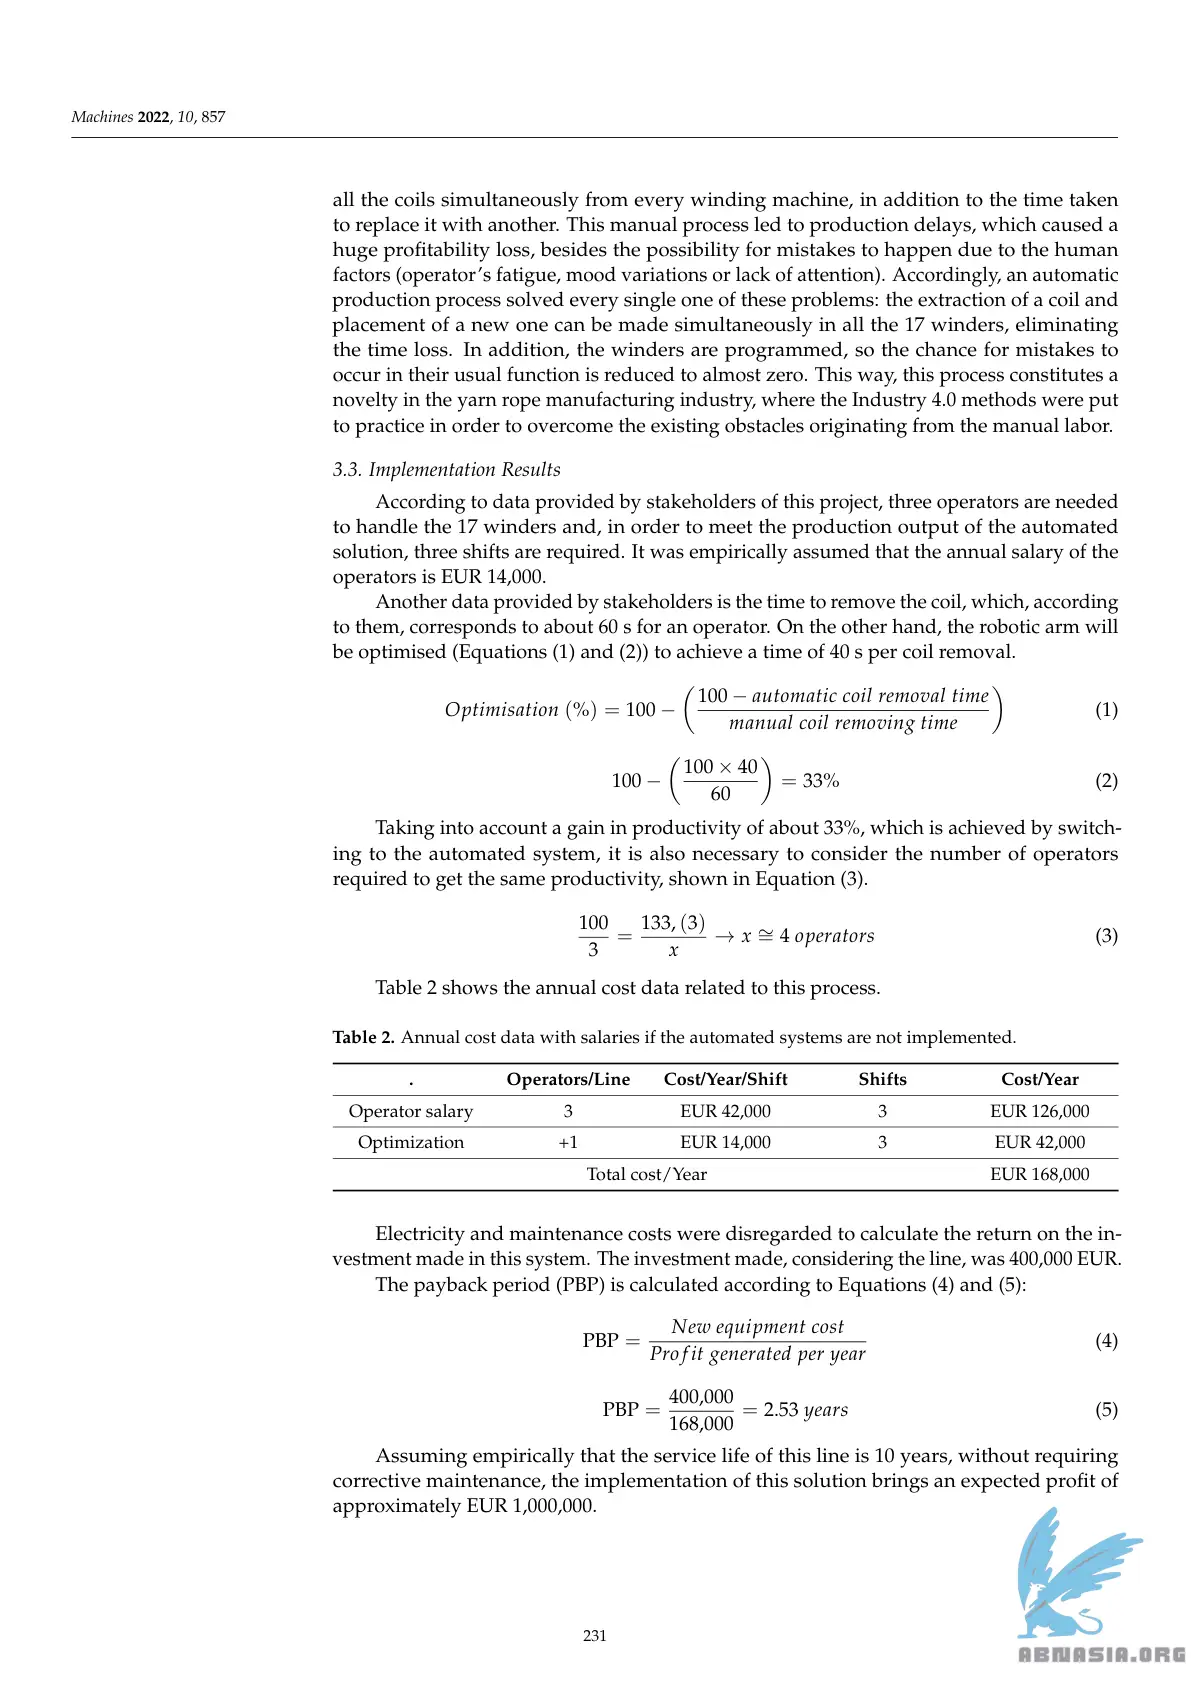 Machines 2022, 10, 857
all the coils simultaneously from every winding machine, in addition to the time taken
to replace it with another. This manual process led to production delays, which caused a
huge profitability loss, besides the possibility for mistakes to happen due to the human
factors (operator's fatigue, mood variations or lack of attention). Accordingly, an automatic
production process solved every single one of these problems: the extraction of a coil and
placement of a new one can be made simultaneously in all the 17 winders, eliminating
the time loss. In addition, the winders are programmed, so the chance for mistakes to
occur in their usual function is reduced to almost zero. This way, this process constitutes a
novelty in the yarn rope manufacturing industry, where the Industry 4.0 methods were put
to practice in order to overcome the existing obstacles originating from the manual labor.
3.3. Implementation Results
According to data provided by stakeholders of this project, three operators are needed
to handle the 17 winders and, in order to meet the production output of the automated
solution, three shifts are required. It was empirically assumed that the annual salary of the
operators is EUR 14,000.
Another data provided by stakeholders is the time to remove the coil, which, according
to them, corresponds to about 60 s for an operator. On the other hand, the robotic arm will
be optimised (Equations (1) and (2)) to achieve a time of 40 s per coil removal.
Optimisation (%) = 100 − (100 − automatic coil removal time / manual coil removing time) (1)
100 − (100 × 40 / 60) = 33% (2)
Taking into account a gain in productivity of about 33%, which is achieved by switch-
ing to the automated system, it is also necessary to consider the number of operators
required to get the same productivity, shown in Equation (3).
100 / 3 = 133, (3) / x → x ≅ 4 operators (3)
Table 2 shows the annual cost data related to this process.
Table 2. Annual cost data with salaries if the automated systems are not implemented.
. Operators/Line Cost/Year/Shift Shifts Cost/Year
Operator salary 3 EUR 42,000 3 EUR 126,000
Optimization +1 EUR 14,000 3 EUR 42,000
Total cost/Year EUR 168,000
Electricity and maintenance costs were disregarded to calculate the return on the in-
vestment made in this system. The investment made, considering the line, was 400,000 EUR.
The payback period (PBP) is calculated according to Equations (4) and (5):
PBP = New equipment cost / Profit generated per year (4)
PBP = 400,000 / 168,000 = 2.53 years (5)
Assuming empirically that the service life of this line is 10 years, without requiring
corrective maintenance, the implementation of this solution brings an expected profit of
approximately EUR 1,000,000.
231
ABNASIA.ORG